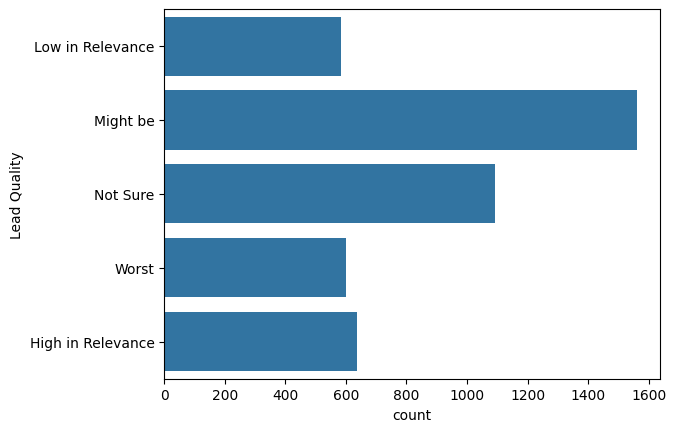 Low in Relevance
Might be
Not Sure
Worst
High in Relevance
Lead Quality
0 200 400 600 800 1000 1200 1400 1600
count